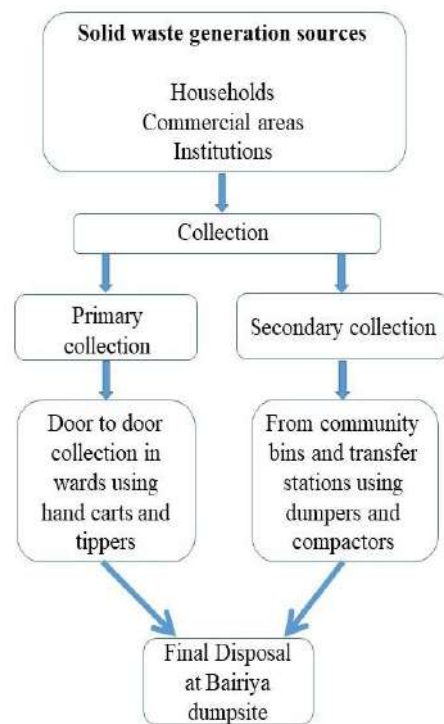 Solid waste generation sources
Households
Commercial areas
Institutions
Collection
Primary
collection
Secondary collection
Door to door
collection in
wards using
hand carts and
tippers
From community
bins and transfer
stations using
dumpers and
compactors
Final Disposal
at Bairiya
dumpsite